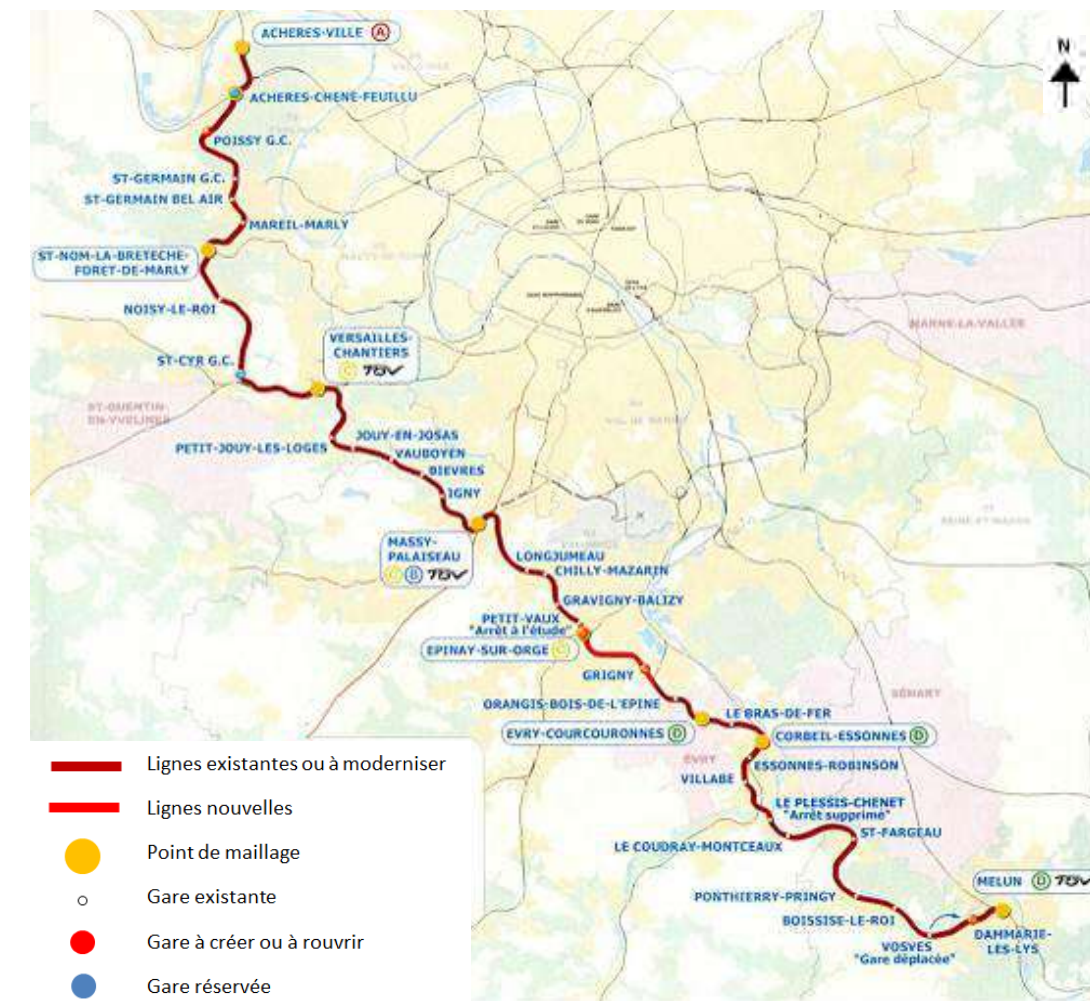 N
ACHERES-VILLE A
ACHERES-CHENE-FEUILLU
POISSY G.C.
ST-GERMAIN G.C.
ST-GERMAIN BEL AIR
MAREIL-MARLY
ST-NOM-LA-BRETECHE-
FORET-DE-MARLY
NOISY-LE-ROI
MARNE-LA-VALLEE
VERSAILLES-
CHANTIERS
C TGV
ST-CYR G.C.
ST-QUENTIN-
EN-YVELINES
PETIT-JOUY-LES-LOGES
JOUY-EN-JOSAS
VAUBOYEN
BIEVRES
IGNY
MASSY-
PALAISEAU
C B TGV
LONGJUMEAU
CHILLY-MAZARIN
GRAVIGNY-BALIZY
PETIT-VAUX
"Arrêt à l'étude"
EPINAY-SUR-ORGE C
GRIGNY
SÉNART
ORANGIS-BOIS-DE-L'EPINE
LE BRAS-DE-FER
EVRY-COURCOURONNES D
CORBEIL-ESSONNES D
EVRY
ESSONNES-ROBINSON
VILLABE
LE PLESSIS-CHENET
"Arrêt supprimé"
ST-FARGEAU
LE COUDRAY-MONTCEAUX
MELUN D TGV
PONTHIERRY-PRINGY
BOISSISE-LE-ROI
VOSVES
"Gare déplacée"
DAMMARIE-
LES-LYS
Lignes existantes ou à moderniser
Lignes nouvelles
Point de maillage
Gare existante
Gare à créer ou à rouvrir
Gare réservée